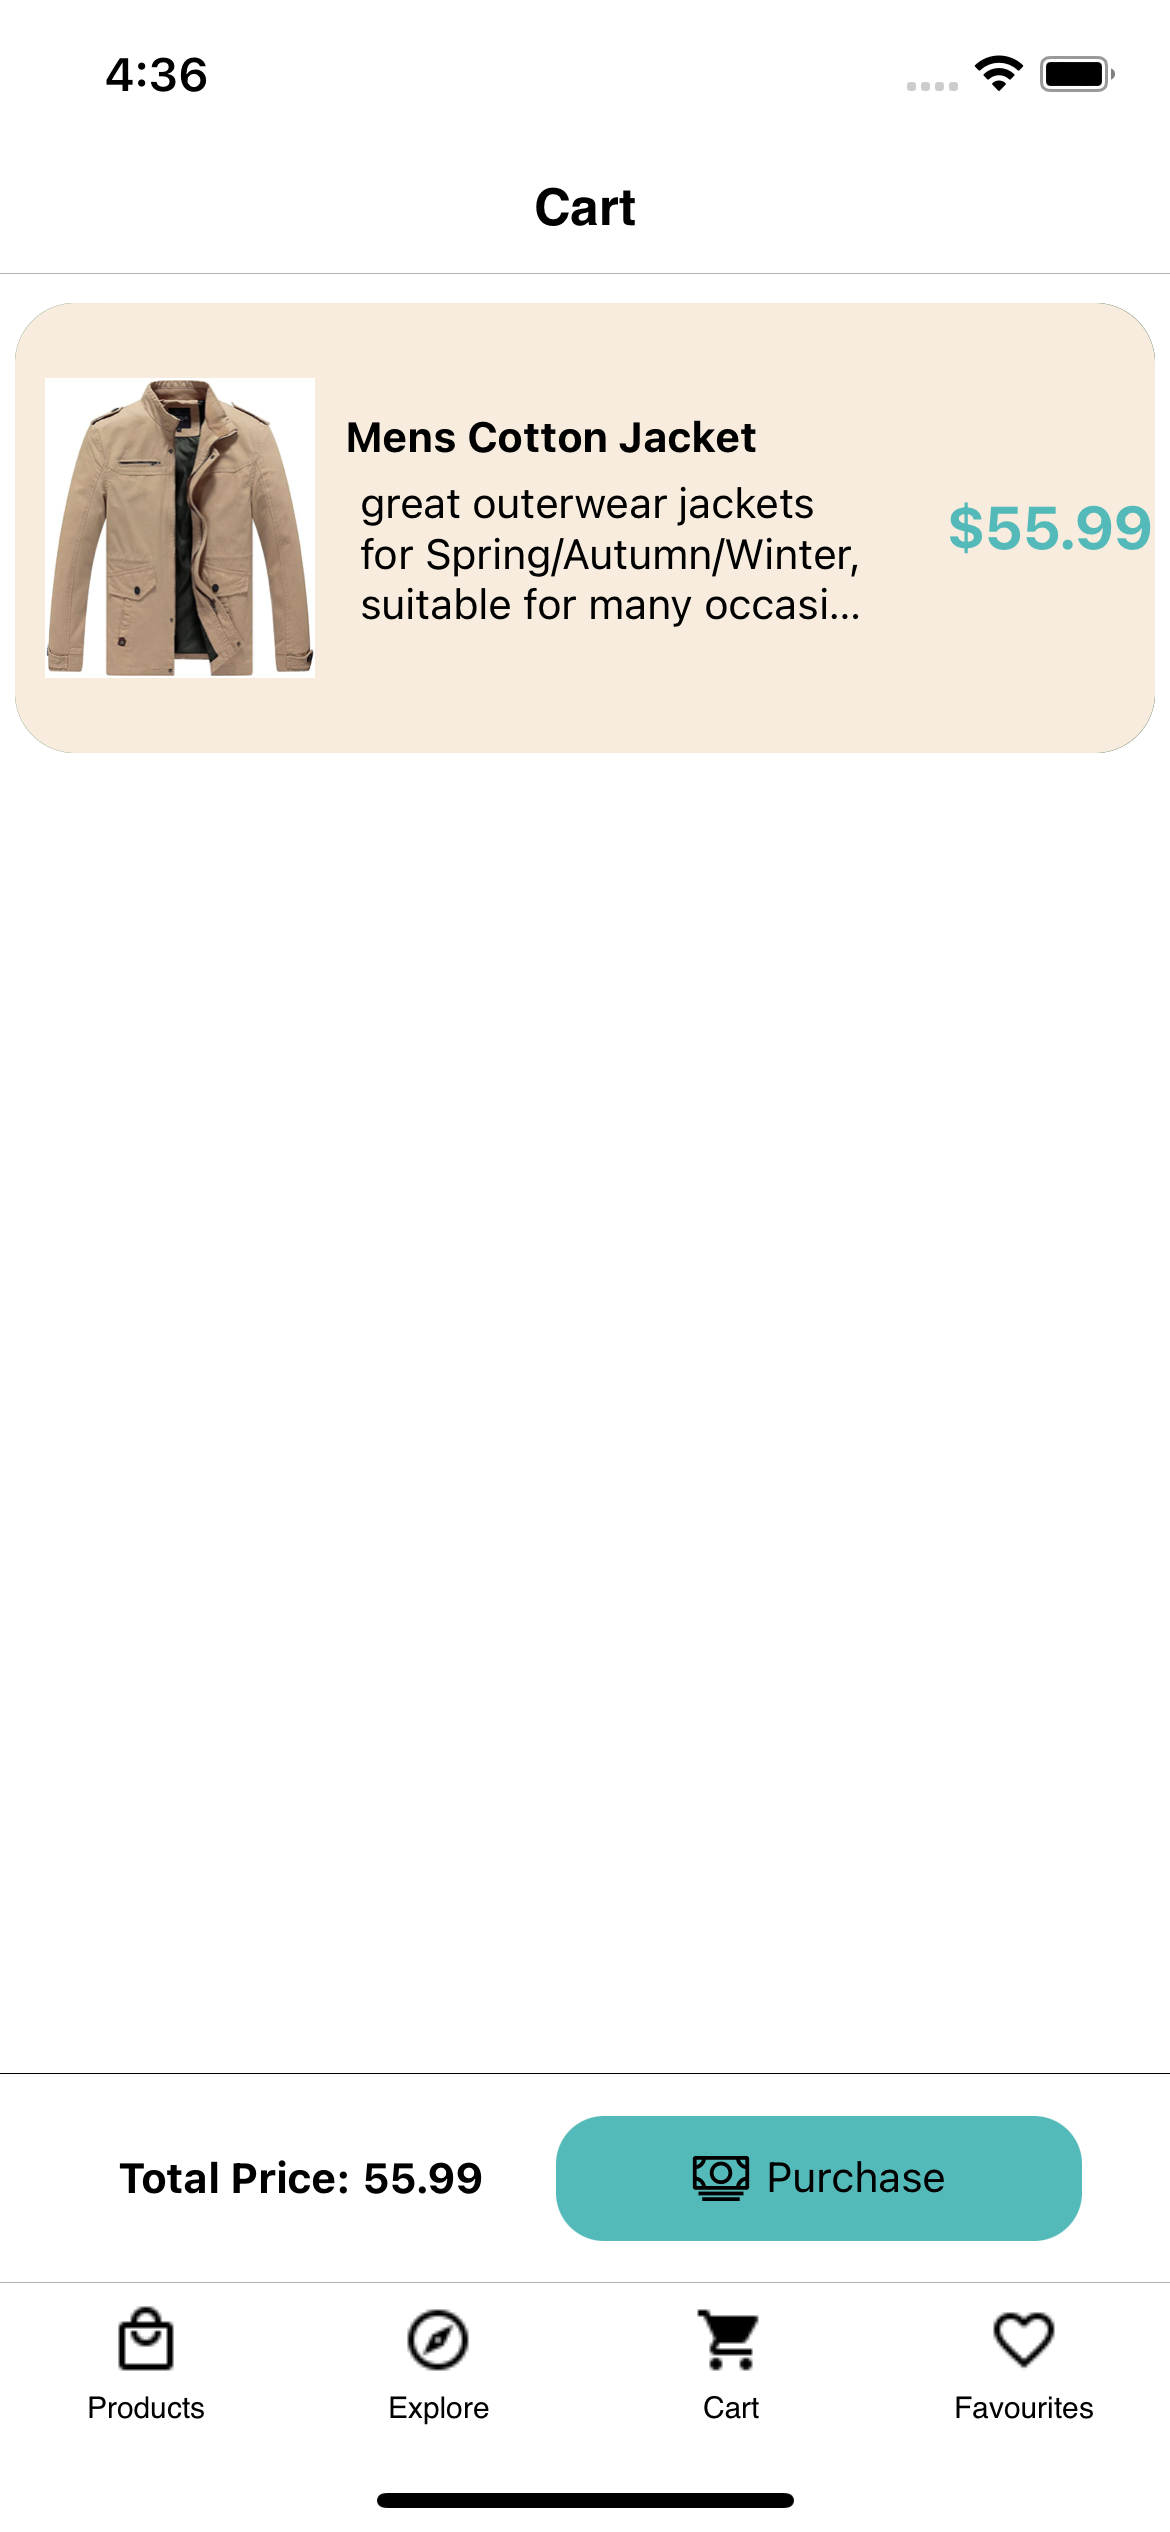 4:36
Cart
Mens Cotton Jacket
great outerwear jackets
for Spring/Autumn/Winter,
suitable for many occasi...
$55.99
Total Price: 55.99
Purchase
Products
Explore
Cart
Favourites